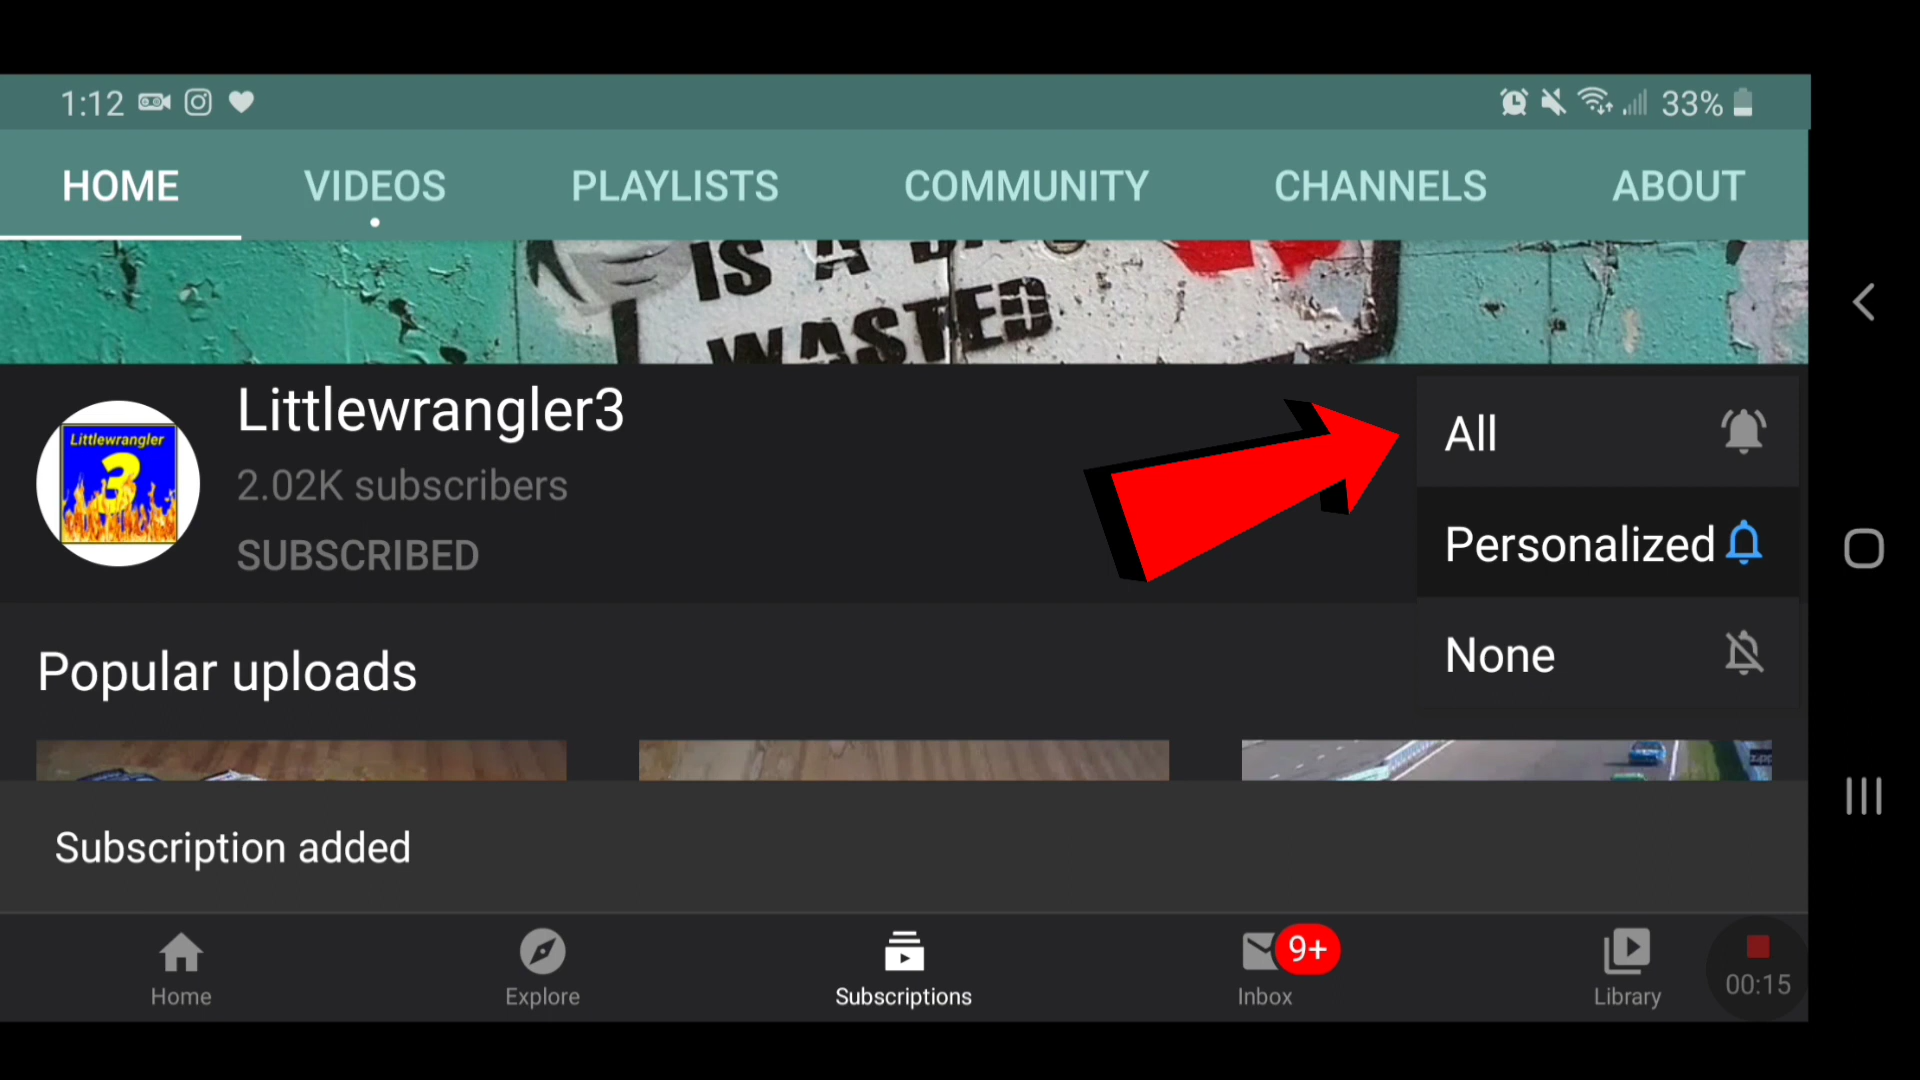 1:12
33%
HOME
VIDEOS
PLAYLISTS
COMMUNITY
CHANNELS
ABOUT
IS A
WASTED
Littlewrangler
3
Littlewrangler3
2.02K subscribers
SUBSCRIBED
All
Personalized
None
Popular uploads
Subscription added
Home
Explore
Subscriptions
9+
Inbox
Library
00:15